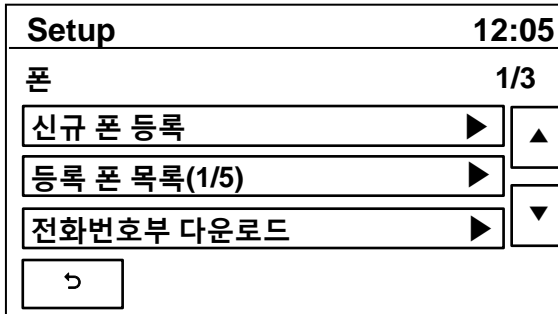 Setup 12:05
폰 1/3
신규 폰 등록 ▶
▲
등록 폰 목록(1/5) ▶
전화번호부 다운로드 ▶
▼
⮌